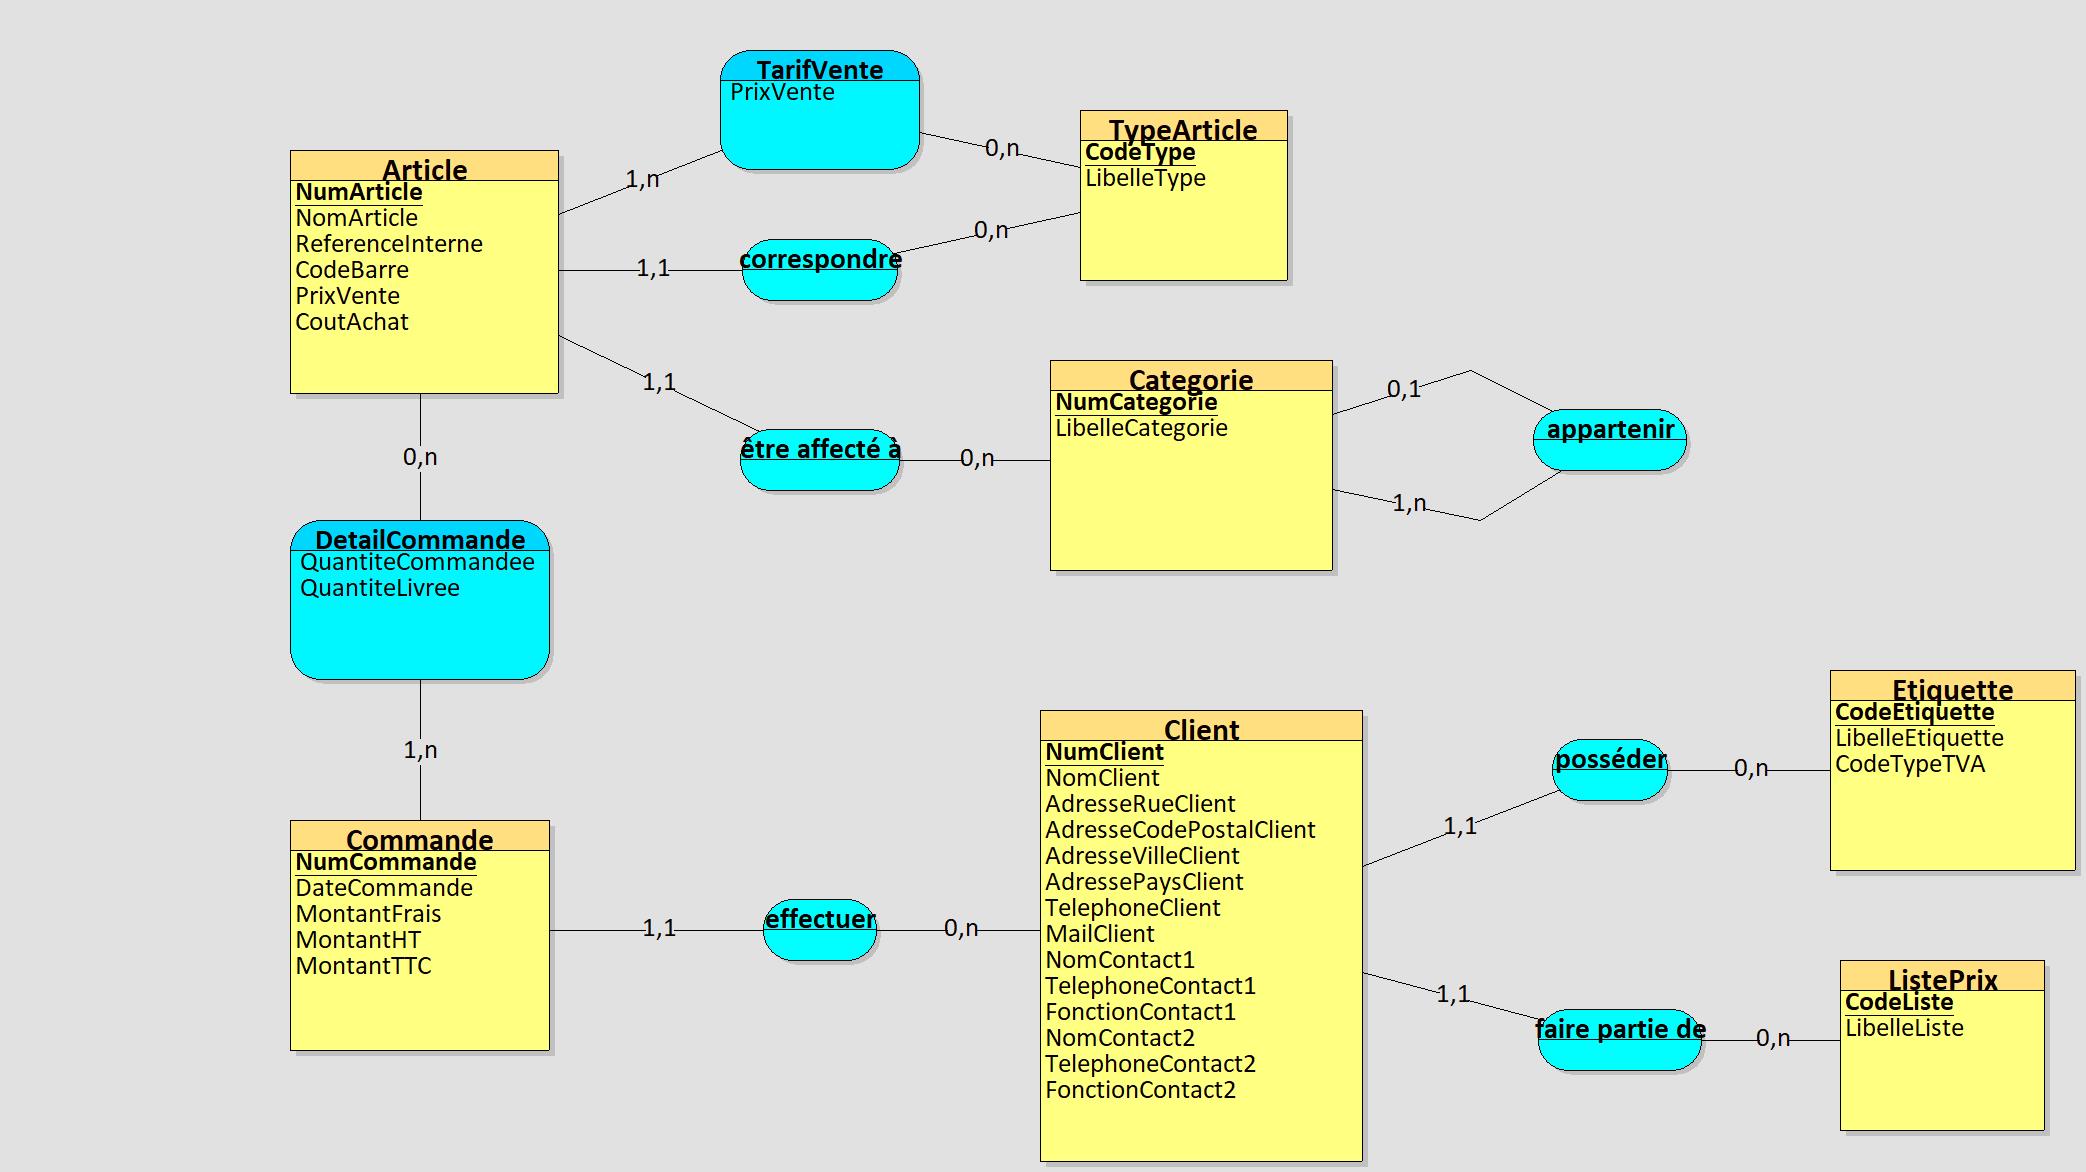 TarifVente
PrixVente
TypeArticle
CodeType
LibelleType
Article
NumArticle
NomArticle
ReferenceInterne
CodeBarre
PrixVente
CoutAchat
1,n
0,n
correspondre
1,1
0,n
1,1
être affecté à
0,n
Categorie
NumCategorie
LibelleCategorie
0,1
appartenir
1,n
0,n
DetailCommande
QuantiteCommandee
QuantiteLivree
1,n
Commande
NumCommande
DateCommande
MontantFrais
MontantHT
MontantTTC
1,1
effectuer
0,n
Client
NumClient
NomClient
AdresseRueClient
AdresseCodePostalClient
AdresseVilleClient
AdressePaysClient
TelephoneClient
MailClient
NomContact1
TelephoneContact1
FonctionContact1
NomContact2
TelephoneContact2
FonctionContact2
1,1
posséder
0,n
Etiquette
CodeEtiquette
LibelleEtiquette
CodeTypeTVA
1,1
faire partie de
0,n
ListePrix
CodeListe
LibelleListe